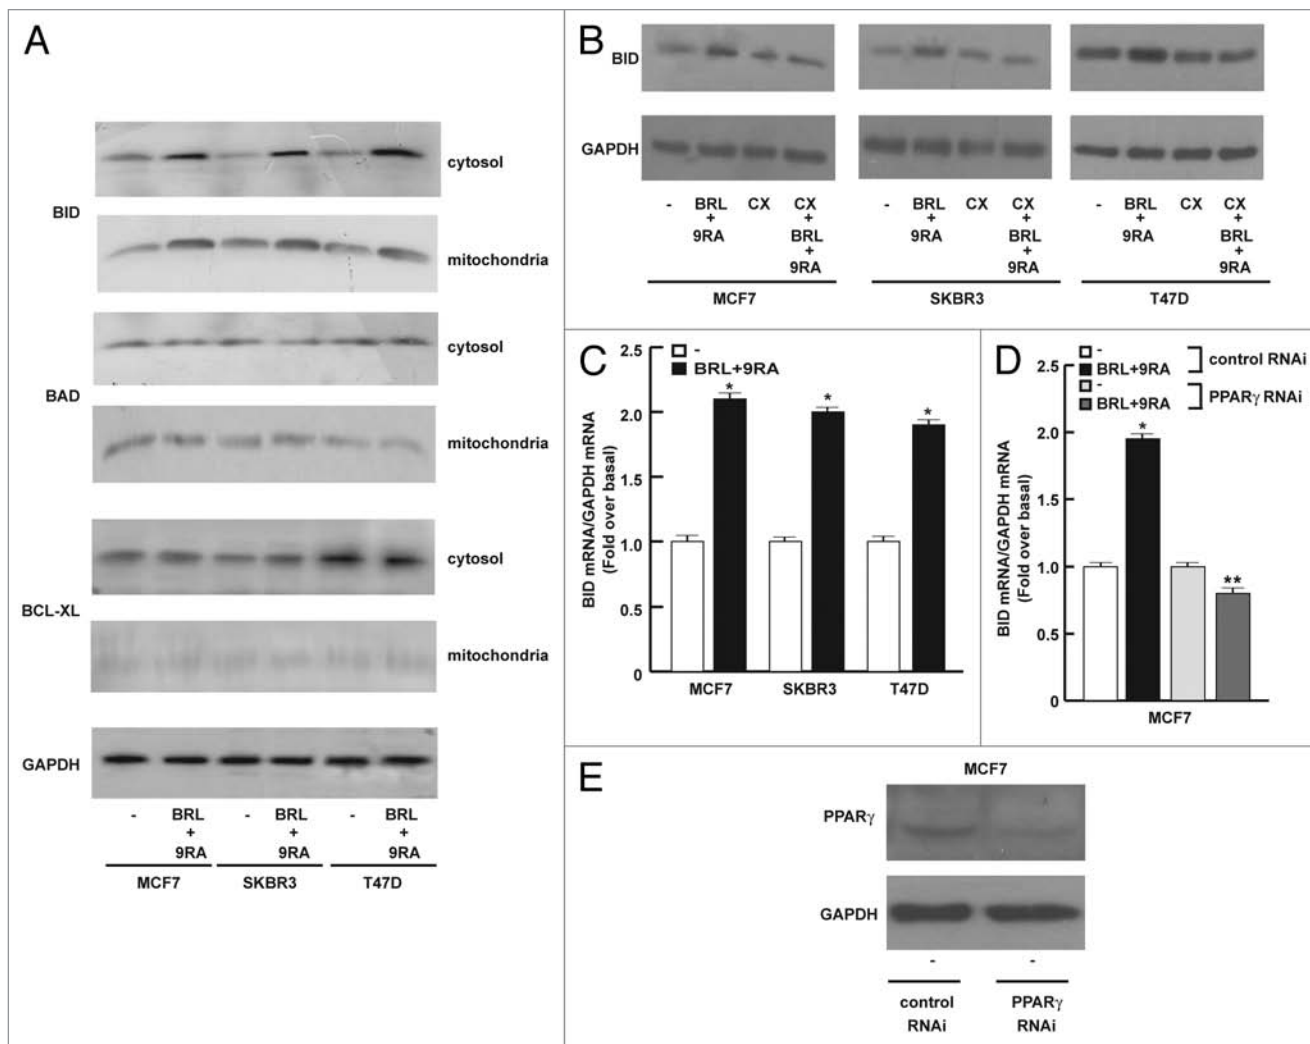 A
BID
cytosol
mitochondria
BAD
cytosol
mitochondria
BCL-XL
cytosol
mitochondria
GAPDH
- BRL - BRL - BRL
+ + +
9RA 9RA 9RA
MCF7 SKBR3 T47D
B
BID
GAPDH
- BRL CX CX - BRL CX CX - BRL CX CX
+ + + + + +
9RA BRL 9RA BRL 9RA BRL
+ + +
9RA 9RA 9RA
MCF7 SKBR3 T47D
C
-
BRL+9RA
BID mRNA/GAPDH mRNA
(Fold over basal)
2.5
2.0
1.5
1.0
0.5
0
* * *
MCF7 SKBR3 T47D
D
-
BRL+9RA
control RNAi
-
BRL+9RA
PPARγ RNAi
BID mRNA/GAPDH mRNA
(Fold over basal)
2.5
2.0
2.5
1.0
0.5
0
*
**
MCF7
E
MCF7
PPARγ
GAPDH
- -
control PPARγ
RNAi RNAi